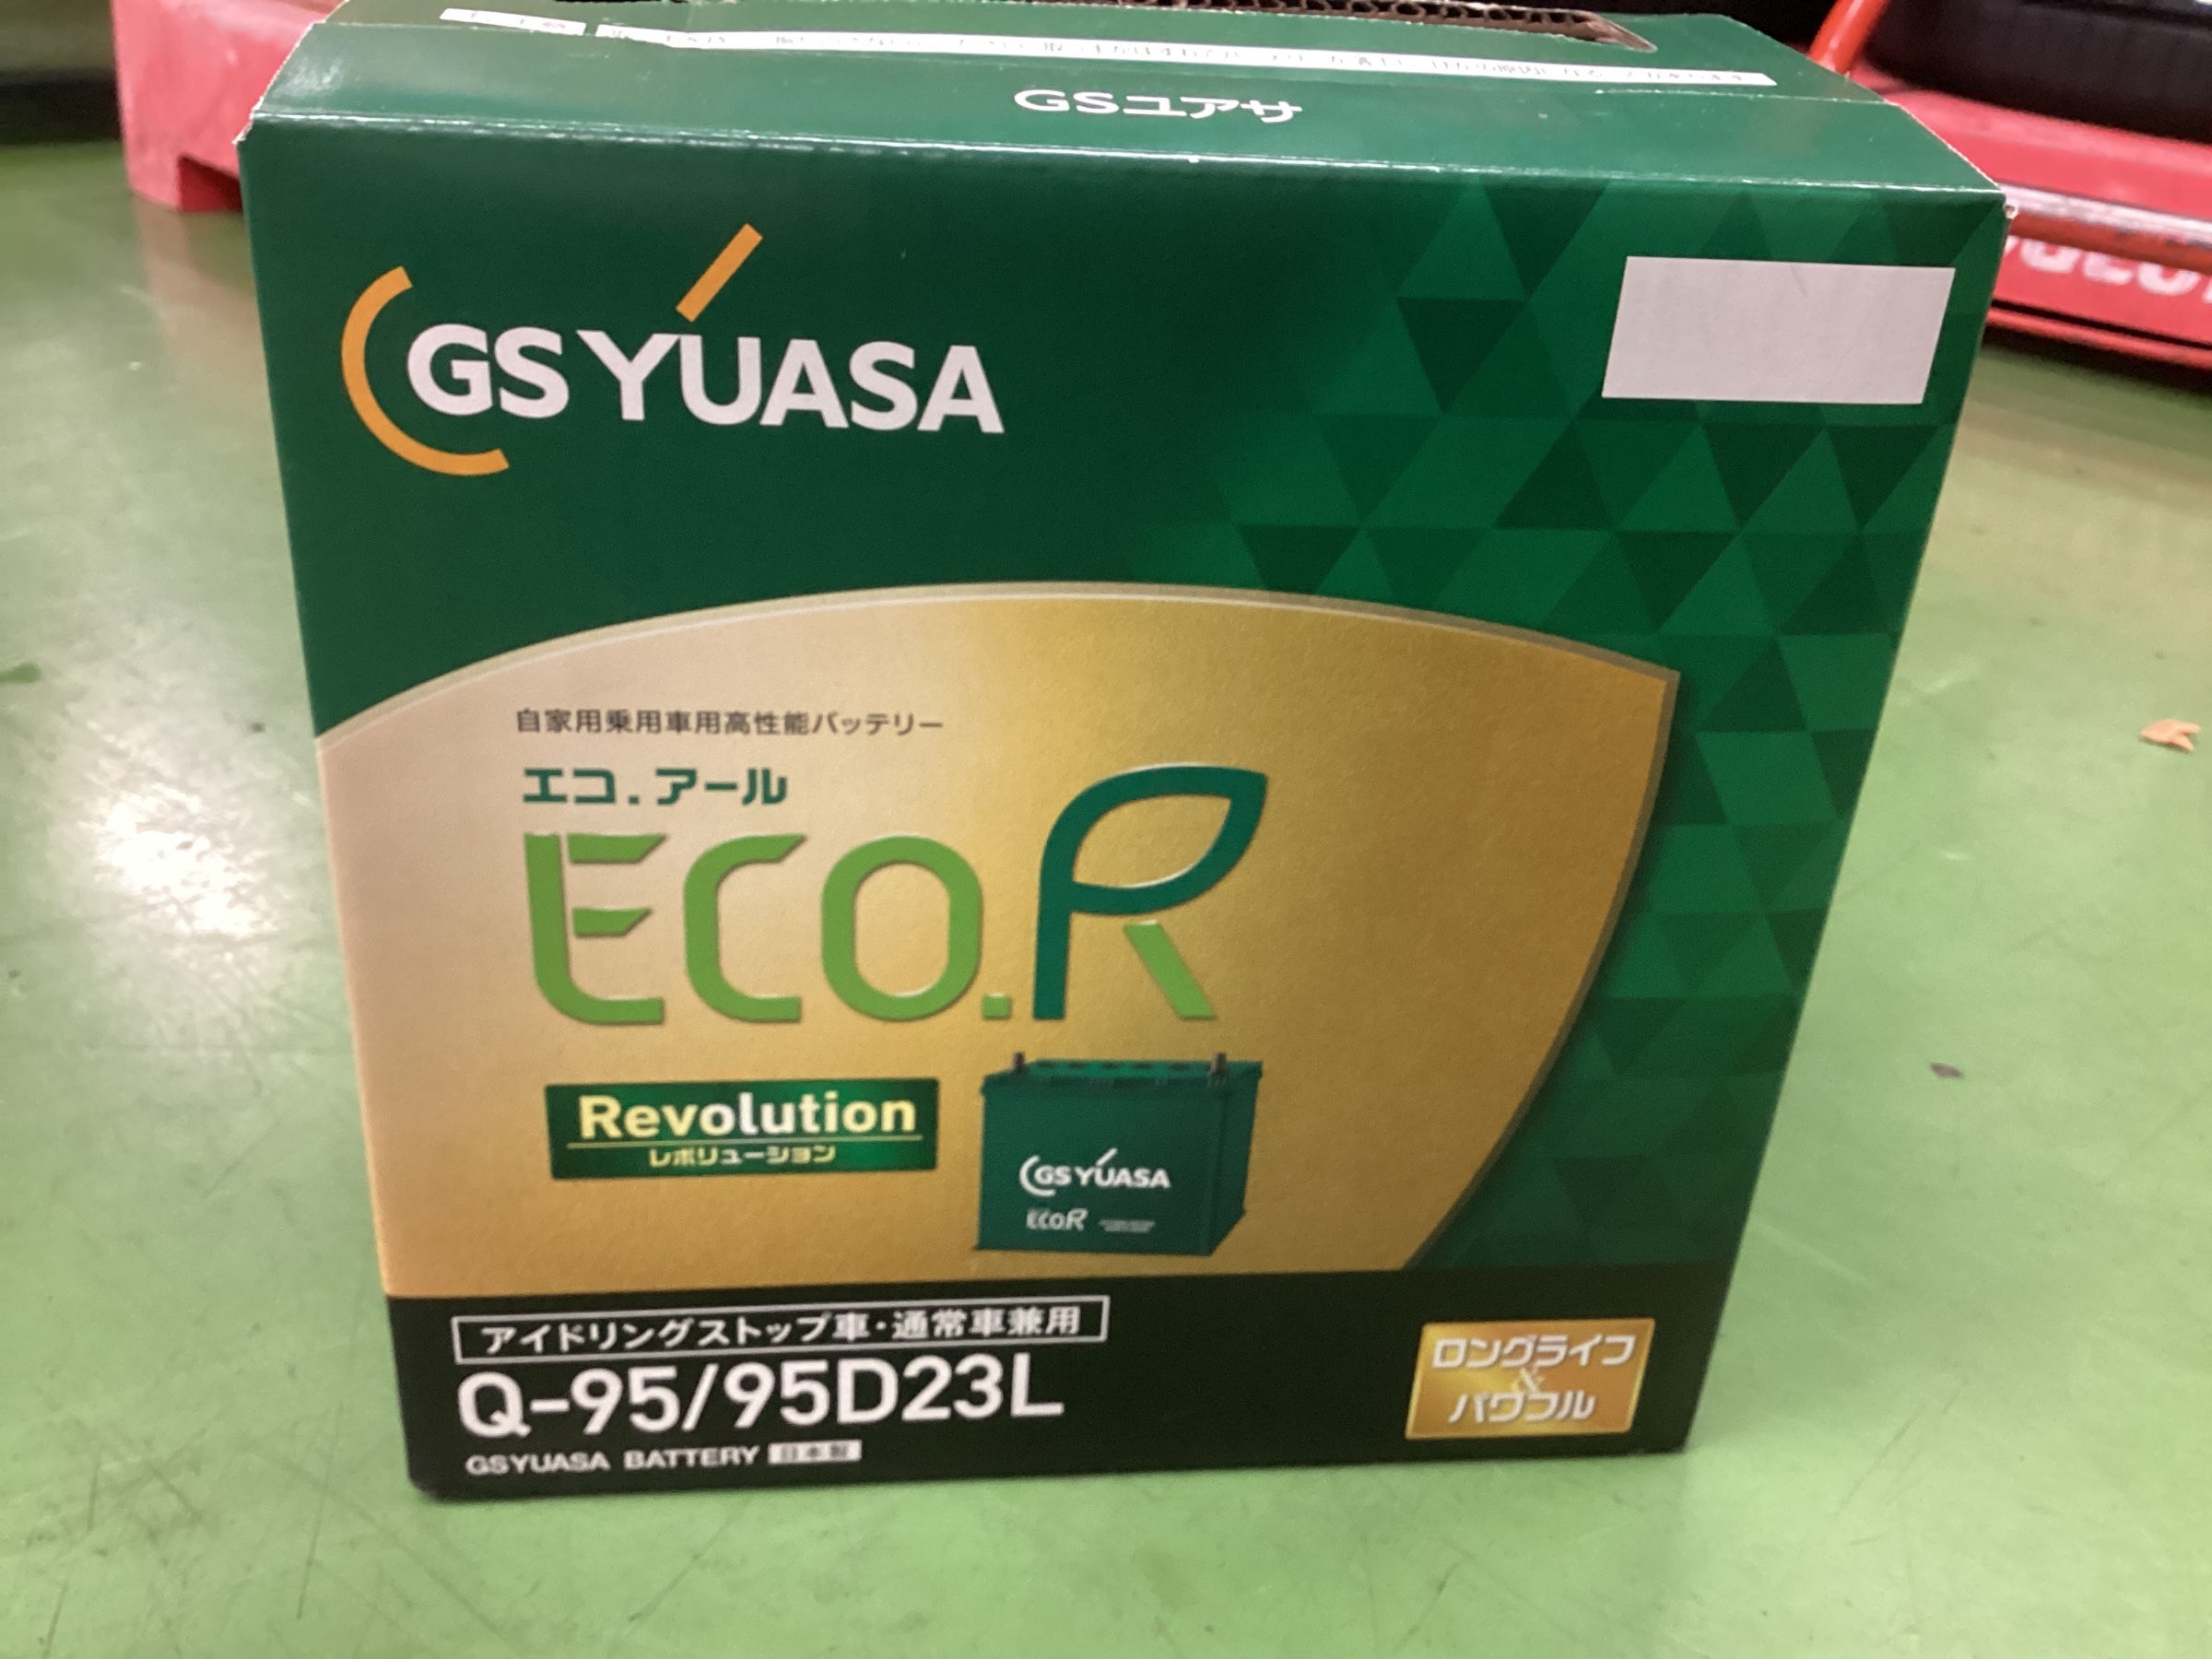 GSユアサ
GS YUASA
自家用乗用車用高性能バッテリー
エコ.アール
ECO.R
Revolution
レボリューション
GS YUASA
ECO.R
アイドリングストップ車・通常車兼用
Q-95/95D23L
ロングライフ
&
パワフル
GSYUASA BATTERY 日本製